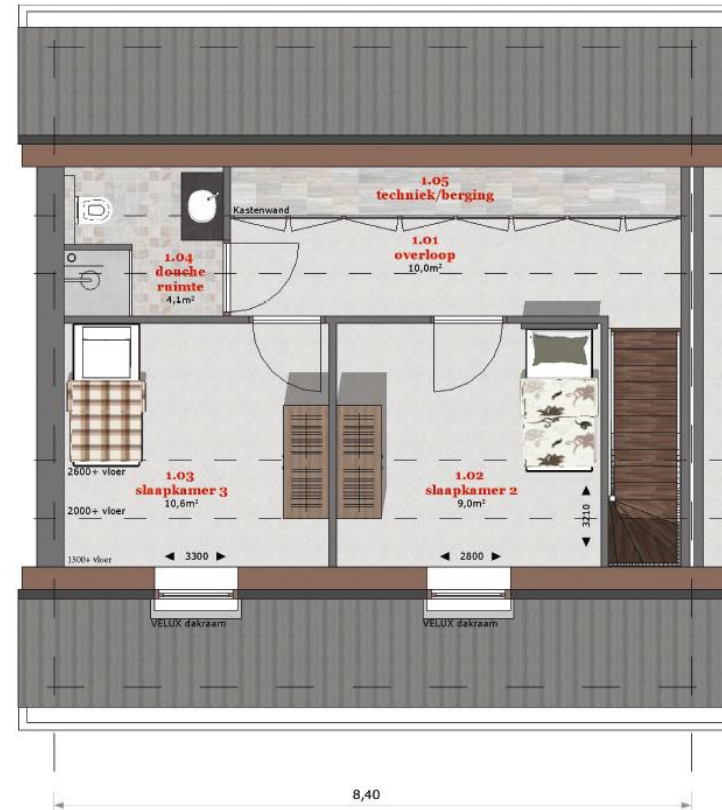 1.05
techniek/berging
Kastenwand
1.01
overloop
10,0m²
1.04
douche
ruimte
4,1m²
2600+ vloer
1.03
slaapkamer 3
10,6m²
1.02
slaapkamer 2
9,0m²
2000+ vloer
3210
1500+ vloer
3300
2800
VELUX dakraam
VELUX dakraam
8,40